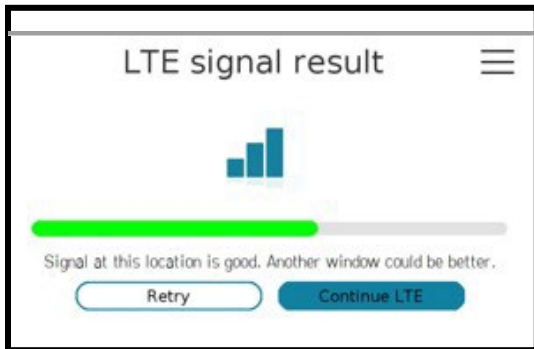 LTE signal result
Signal at this location is good. Another window could be better.
Retry
Continue LTE